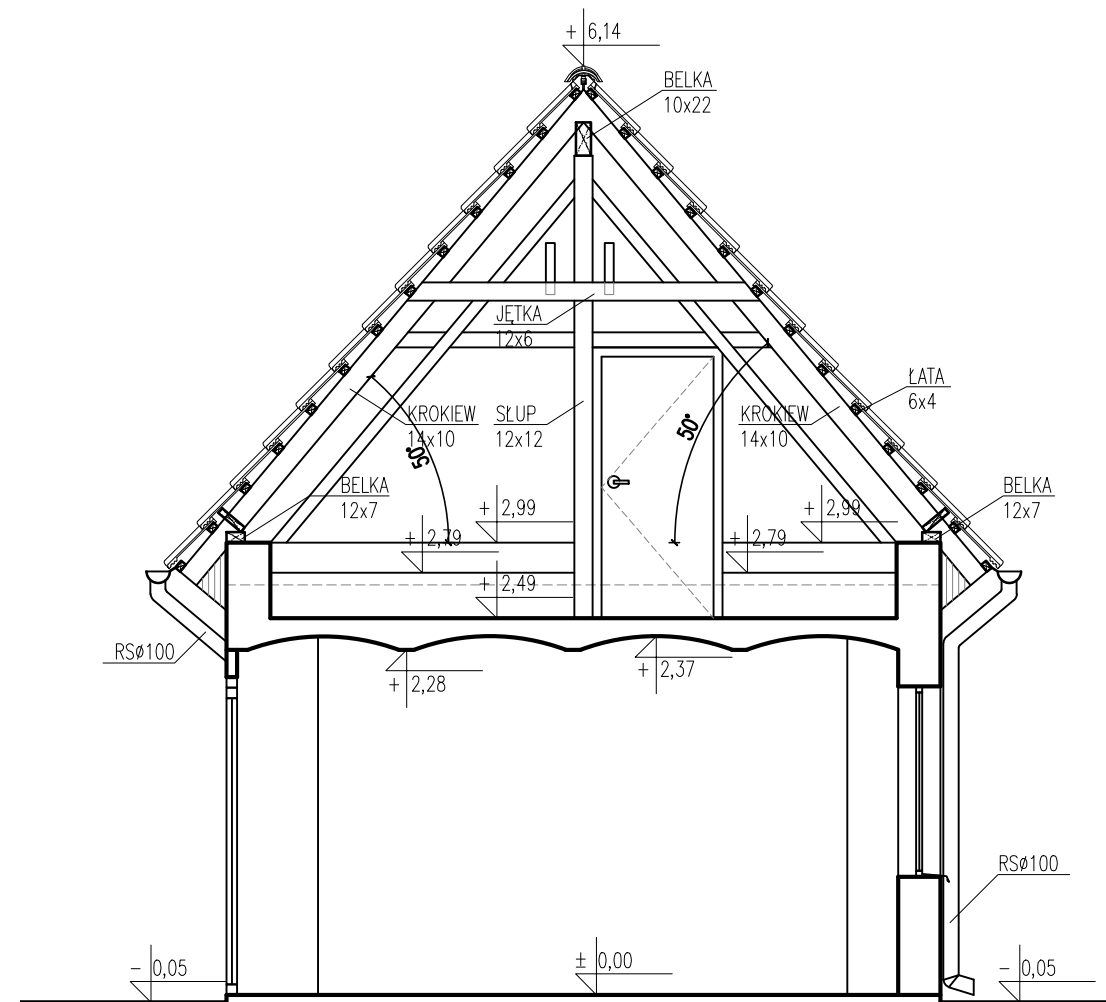 + 6,14
BELKA
10x22
JĘTKA
12x6
ŁATA
6x4
KROKIEW
14x10
SŁUP
12x12
KROKIEW
14x10
50°
50°
BELKA
12x7
BELKA
12x7
+ 2,99
+ 2,99
+ 2,79
+ 2,79
+ 2,49
RSø100
+ 2,28
+ 2,37
RSø100
- 0,05
± 0,00
- 0,05